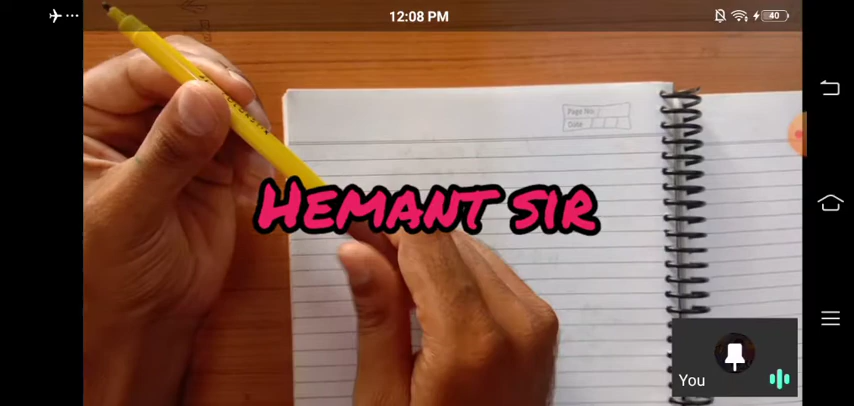 12:08 PM
40
Page No.
Date
HEMANT SIR
You